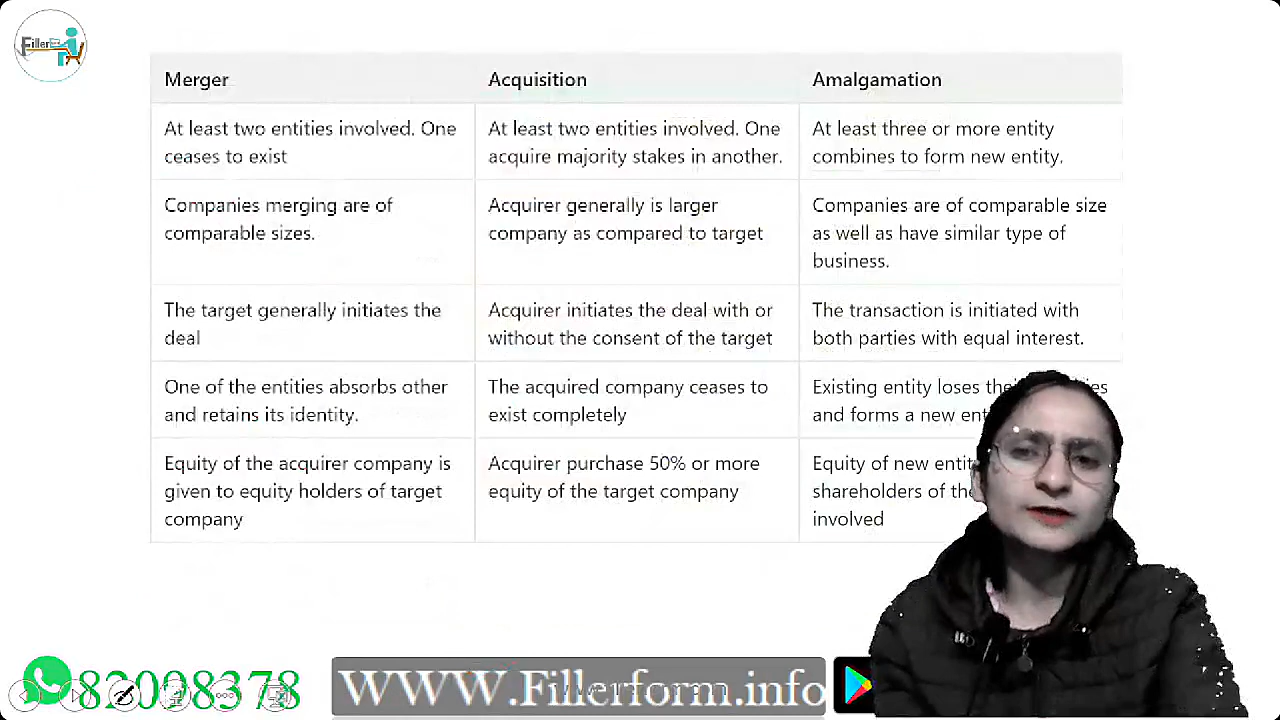 Filler
Merger
Acquisition
Amalgamation
At least two entities involved. One
ceases to exist
At least two entities involved. One
acquire majority stakes in another.
At least three or more entity
combines to form new entity.
Companies merging are of
comparable sizes.
Acquirer generally is larger
company as compared to target
Companies are of comparable size
as well as have similar type of
business.
The target generally initiates the
deal
Acquirer initiates the deal with or
without the consent of the target
The transaction is initiated with
both parties with equal interest.
One of the entities absorbs other
and retains its identity.
The acquired company ceases to
exist completely
Existing entity loses
and forms a new
Equity of the acquirer company is
given to equity holders of target
company
Acquirer purchase 50% or more
equity of the target company
Equity of new
shareholders of
involved
82098378
WWW.Fillerform.info